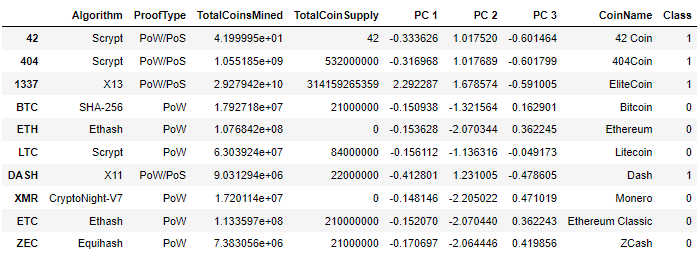 Algorithm ProofType TotalCoinsMined TotalCoinSupply PC 1 PC 2 PC 3 CoinName Class
42 Scrypt PoW/PoS 4.199995e+01 42 -0.333626 1.017520 -0.601464 42 Coin 1
404 Scrypt PoW/PoS 1.055185e+09 532000000 -0.316968 1.017689 -0.601799 404Coin 1
1337 X13 PoW/PoS 2.927942e+10 314159265359 2.292287 1.678574 -0.591005 EliteCoin 1
BTC SHA-256 PoW 1.792718e+07 21000000 -0.150938 -1.321564 0.162901 Bitcoin 0
ETH Ethash PoW 1.076842e+08 0 -0.153628 -2.070344 0.362245 Ethereum 0
LTC Scrypt PoW 6.303924e+07 84000000 -0.156112 -1.136316 -0.049173 Litecoin 0
DASH X11 PoW/PoS 9.031294e+06 22000000 -0.412801 1.231005 -0.478605 Dash 1
XMR CryptoNight-V7 PoW 1.720114e+07 0 -0.148146 -2.205022 0.471019 Monero 0
ETC Ethash PoW 1.133597e+08 210000000 -0.152070 -2.070440 0.362243 Ethereum Classic 0
ZEC Equihash PoW 7.383056e+06 21000000 -0.170697 -2.064446 0.419856 ZCash 0